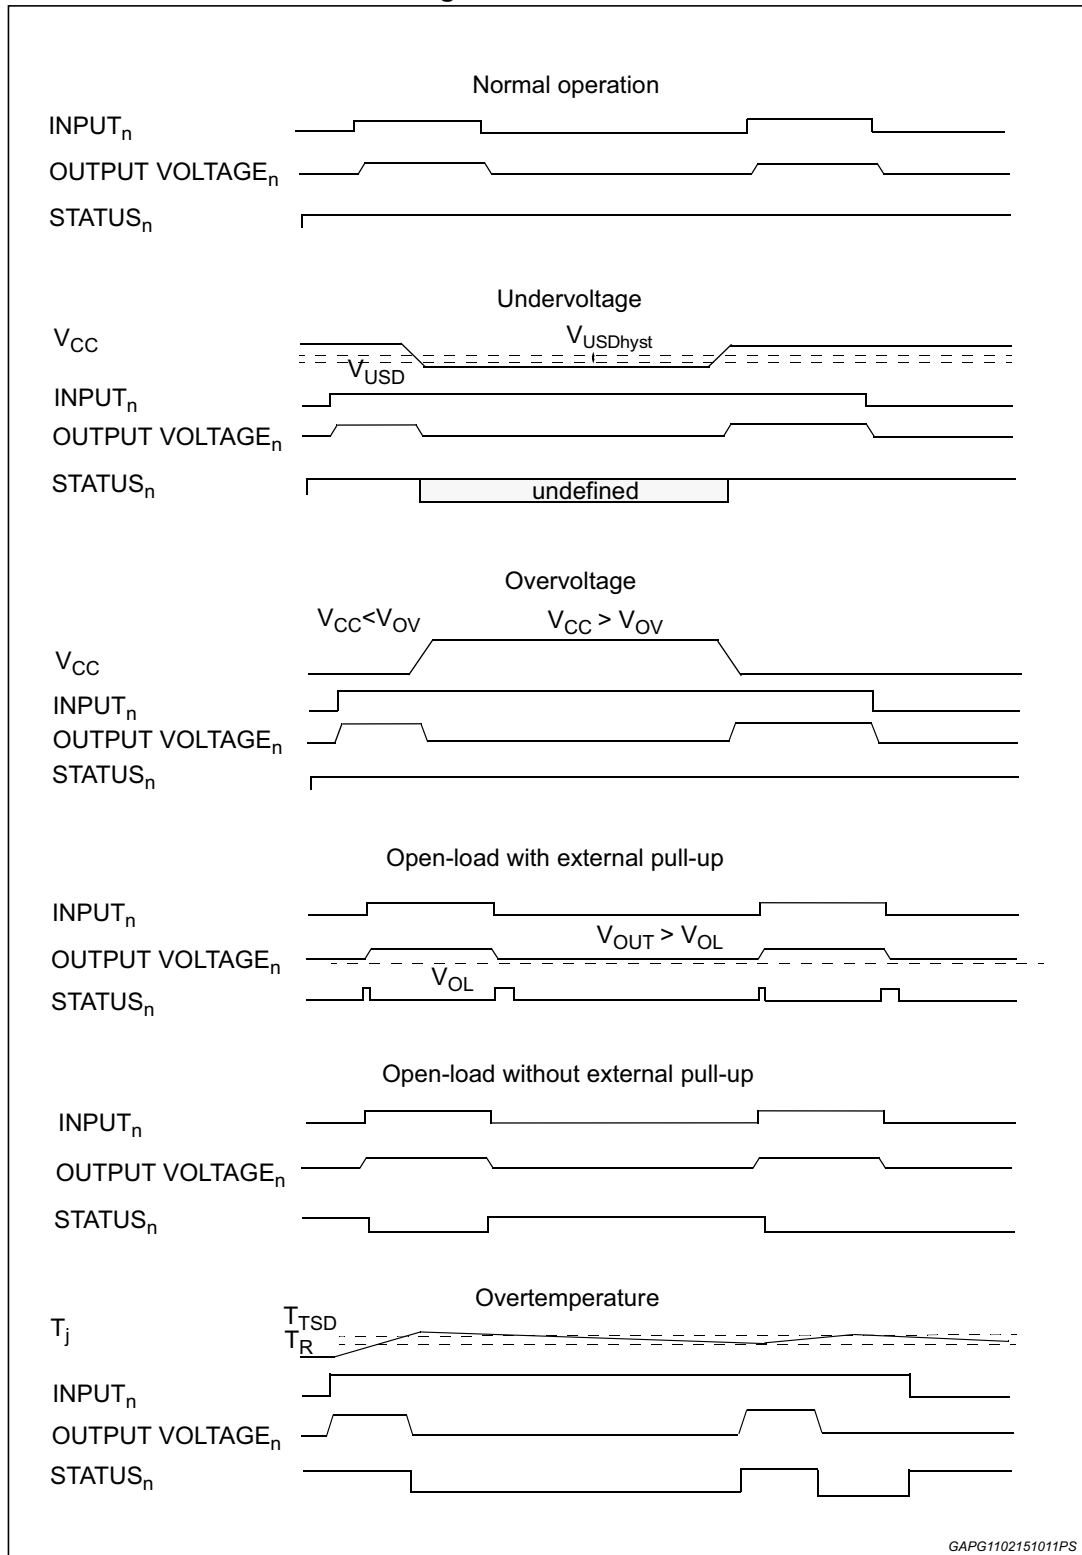 Normal operation
INPUTn
OUTPUT VOLTAGEn
STATUSn
Undervoltage
VCC
VUSDhyst
VUSD
INPUTn
OUTPUT VOLTAGEn
STATUSn
undefined
Overvoltage
VCC<VOV
VCC > VOV
VCC
INPUTn
OUTPUT VOLTAGEn
STATUSn
Open-load with external pull-up
INPUTn
VOUT > VOL
OUTPUT VOLTAGEn
VOL
STATUSn
Open-load without external pull-up
INPUTn
OUTPUT VOLTAGEn
STATUSn
Overtemperature
TTSD
Tj
TR
INPUTn
OUTPUT VOLTAGEn
STATUSn
GAPG1102151011PS